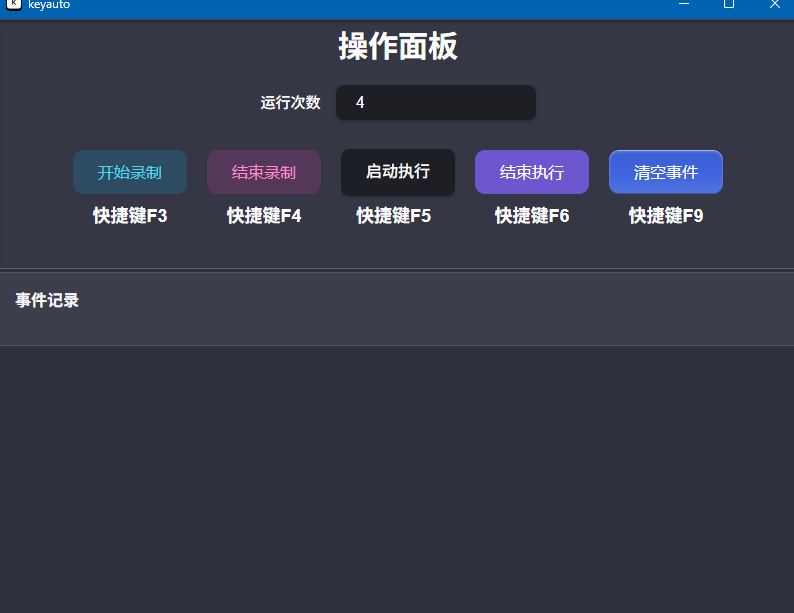 keyauto
操作面板
运行次数 4
开始录制 结束录制 启动执行 结束执行 清空事件
快捷键F3 快捷键F4 快捷键F5 快捷键F6 快捷键F9
事件记录